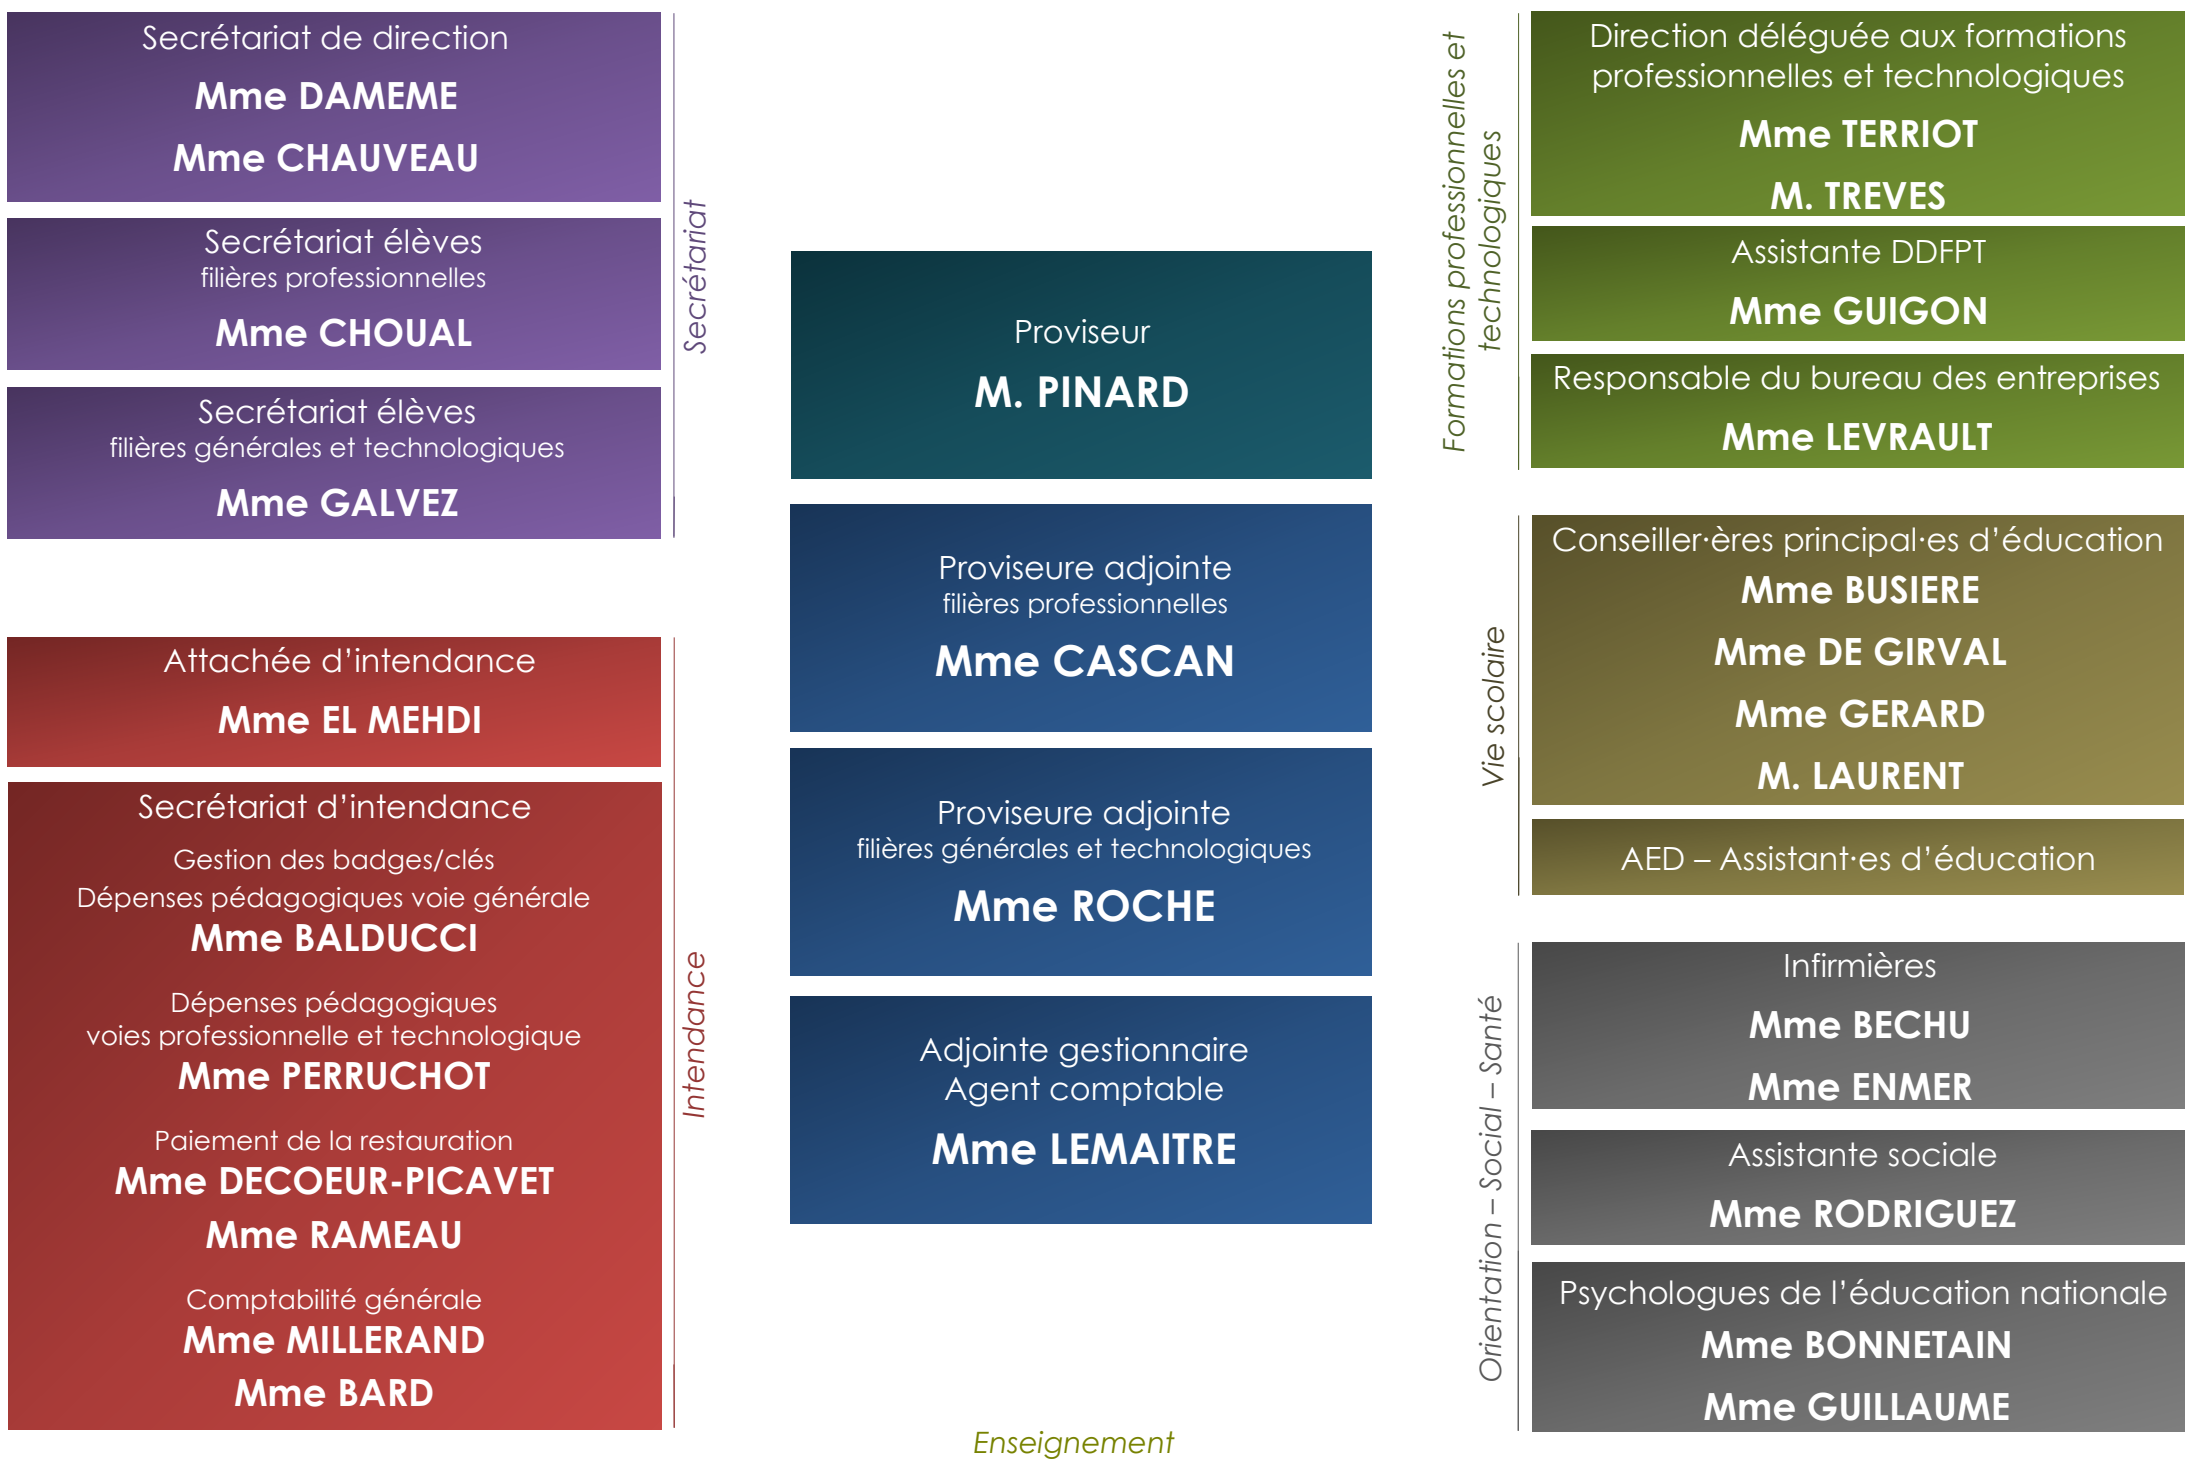 Secrétariat de direction
Mme DAMEME
Mme CHAUVEAU
Secrétariat élèves
filières professionnelles
Mme CHOUAL
Secrétariat élèves
filières générales et technologiques
Mme GALVEZ
Secrétariat
Attachée d’intendance
Mme EL MEHDI
Secrétariat d’intendance
Gestion des badges/clés
Dépenses pédagogiques voie générale
Mme BALDUCCI
Dépenses pédagogiques
voies professionnelle et technologique
Mme PERRUCHOT
Paiement de la restauration
Mme DECOEUR-PICAVET
Mme RAMEAU
Comptabilité générale
Mme MILLERAND
Mme BARD
Intendance
Proviseur
M. PINARD
Proviseure adjointe
filières professionnelles
Mme CASCAN
Proviseure adjointe
filières générales et technologiques
Mme ROCHE
Adjointe gestionnaire
Agent comptable
Mme LEMAITRE
Enseignement
Formations professionnelles et
technologiques
Direction déléguée aux formations
professionnelles et technologiques
Mme TERRIOT
M. TREVES
Assistante DDFPT
Mme GUIGON
Responsable du bureau des entreprises
Mme LEVRAULT
Vie scolaire
Conseiller·ères principal·es d’éducation
Mme BUSIERE
Mme DE GIRVAL
Mme GERARD
M. LAURENT
AED – Assistant·es d’éducation
Orientation – Social – Santé
Infirmières
Mme BECHU
Mme ENMER
Assistante sociale
Mme RODRIGUEZ
Psychologues de l’éducation nationale
Mme BONNETAIN
Mme GUILLAUME